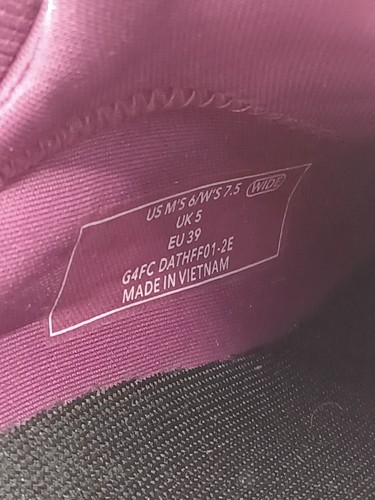 US M'S 6/W'S 7.5 WIDE
UK 5
EU 39
G4FC DATHFF01-2E
MADE IN VIETNAM